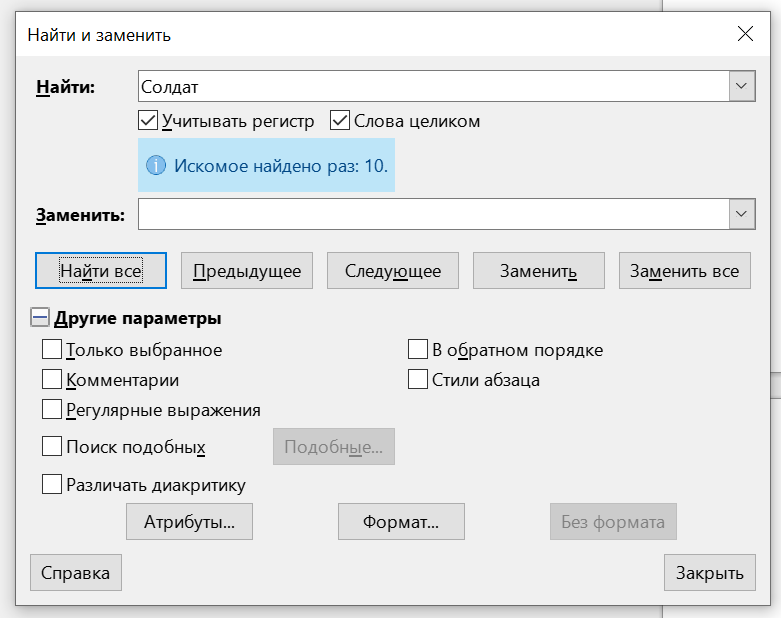 Найти и заменить
Найти:
Солдат
Учитывать регистр Слова целиком
Искомое найдено раз: 10.
Заменить:
Найти все Предыдущее Следующее Заменить Заменить все
Другие параметры
Только выбранное В обратном порядке
Комментарии Стили абзаца
Регулярные выражения
Поиск подобных Подобные...
Различать диакритику
Атрибуты... Формат... Без формата
Справка Закрыть